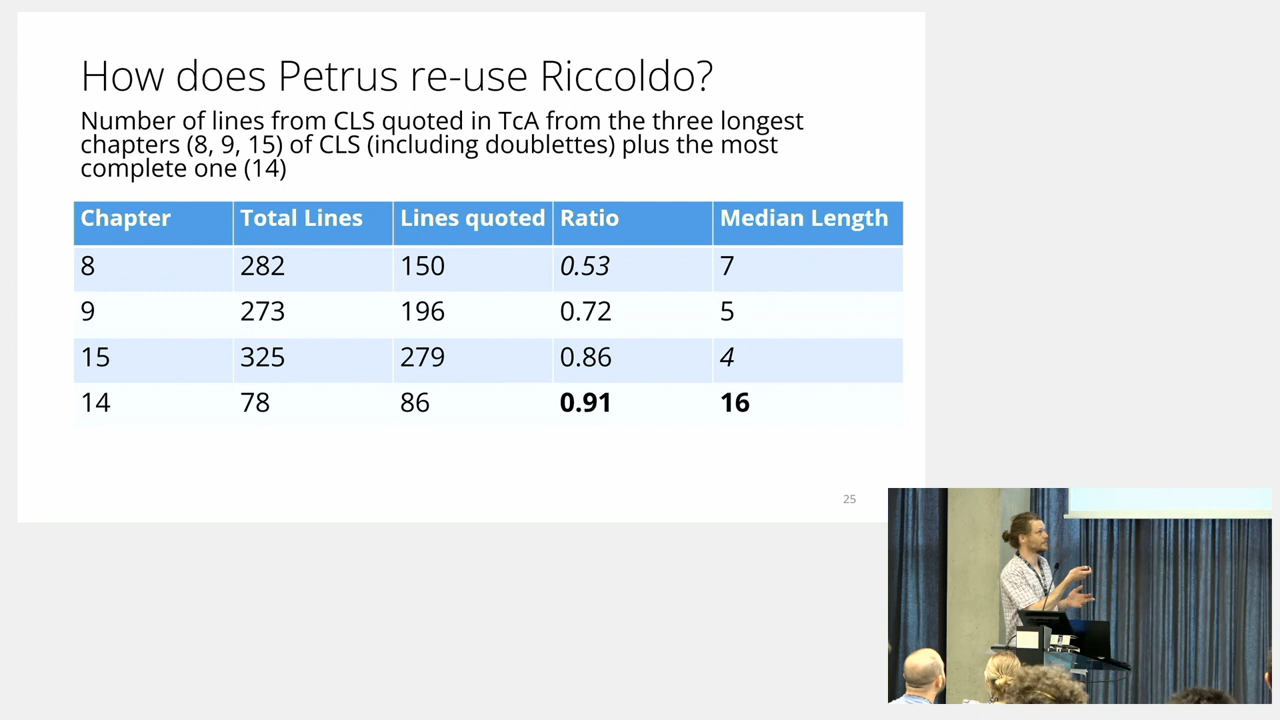 How does Petrus re-use Riccoldo?
Number of lines from CLS quoted in TcA from the three longest
chapters (8, 9, 15) of CLS (including doublettes) plus the most
complete one (14)
Chapter Total Lines Lines quoted Ratio Median Length
8 282 150 0.53 7
9 273 196 0.72 5
15 325 279 0.86 4
14 78 86 0.91 16
25